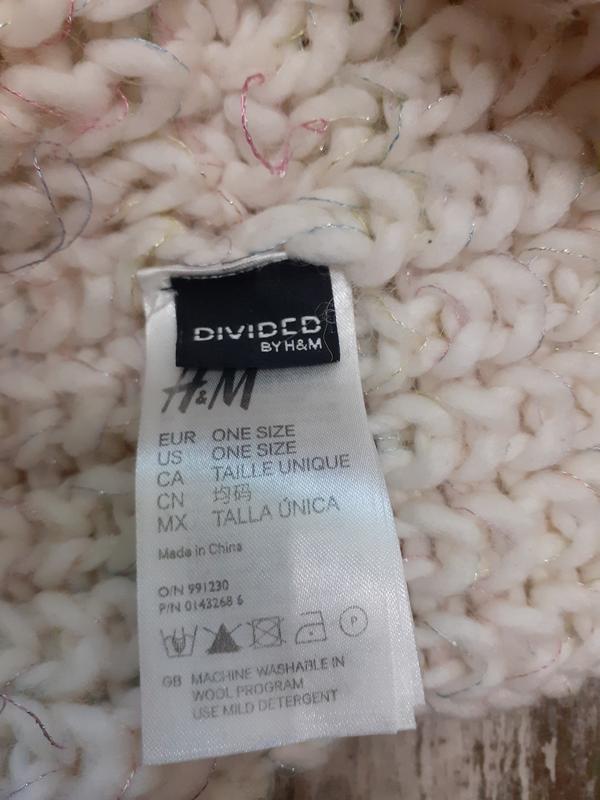 DIVIDED
BY H&M
H&M
EUR ONE SIZE
US ONE SIZE
CA TAILLE UNIQUE
CN 均码
MX TALLA ÚNICA
Made in China
O/N 991230
P/N 0143268 6
P
GB MACHINE WASHABLE IN
WOOL PROGRAM
USE MILD DETERGENT